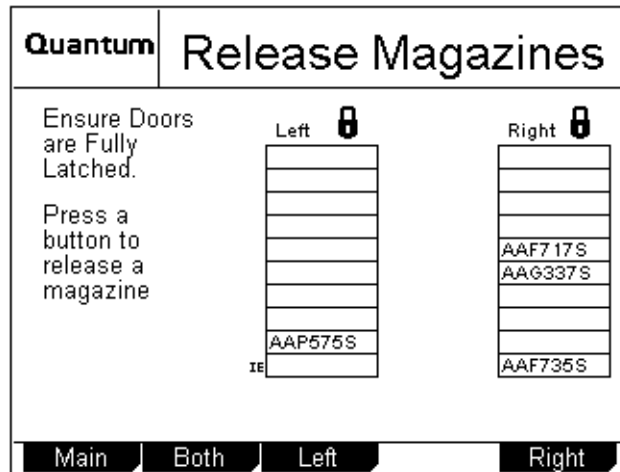 Quantum
Release Magazines
Ensure Doors
are Fully
Latched.
Press a
button to
release a
magazine
Left
Right
AAF717S
AAG337S
AAP575S
IE
AAF735S
Main
Both
Left
Right